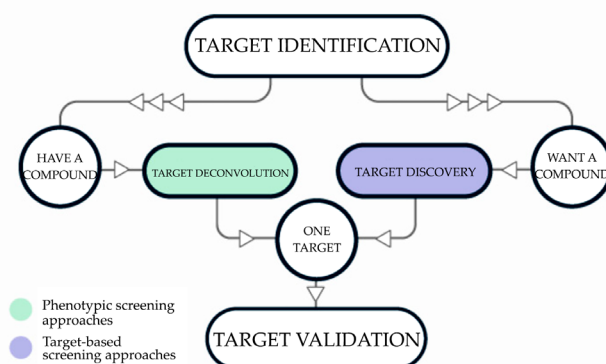 TARGET IDENTIFICATION
HAVE A
COMPOUND
TARGET DECONVOLUTION
TARGET DISCOVERY
WANT A
COMPOUND
ONE
TARGET
Phenotypic screening
approaches
Target-based
screening approaches
TARGET VALIDATION